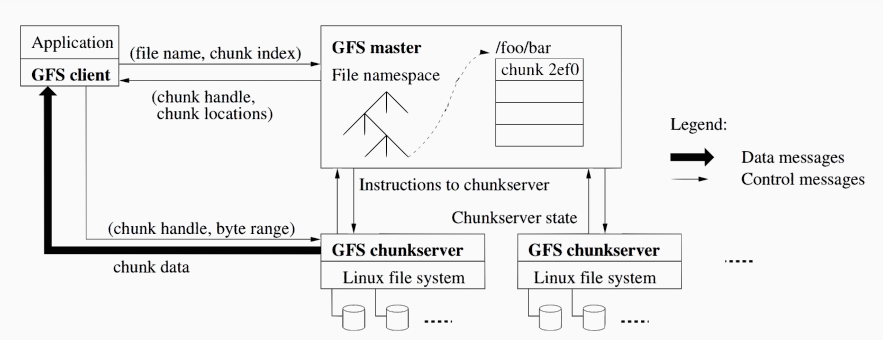 Application
GFS client
(file name, chunk index)
(chunk handle,
chunk locations)
GFS master
File namespace
/foo/bar
chunk 2ef0
Legend:
Data messages
Control messages
Instructions to chunkserver
Chunkserver state
(chunk handle, byte range)
chunk data
GFS chunkserver
Linux file system
GFS chunkserver
Linux file system